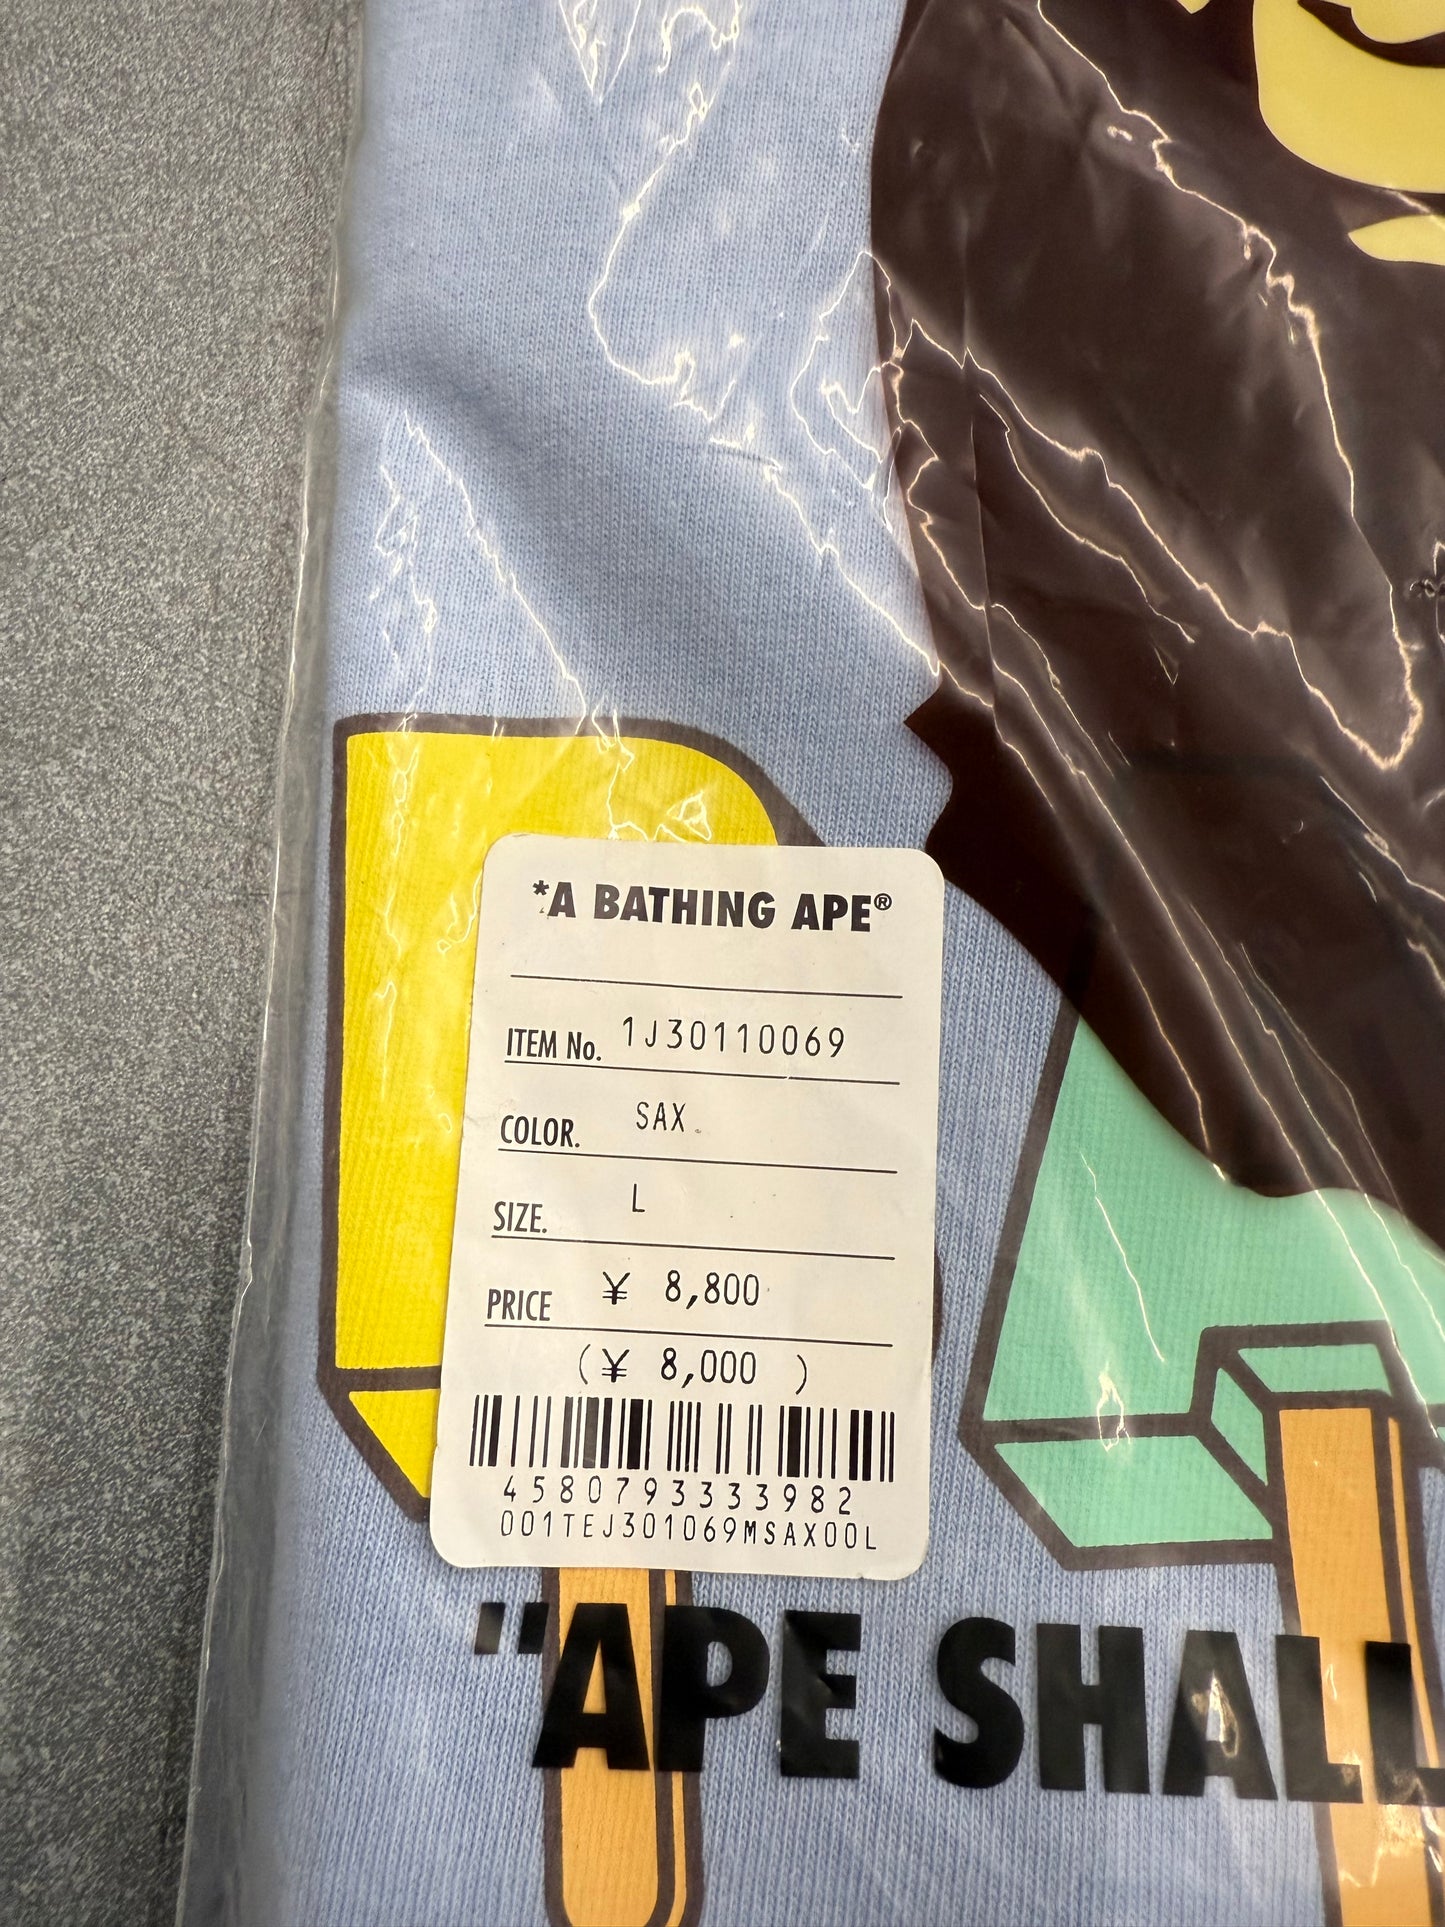 *A BATHING APE®
ITEM No. 1J30110069
COLOR. SAX
SIZE. L
PRICE ¥ 8,800
(¥ 8,000 )
4580793333982
001TEJ301069MSAX00L
"APE SHALL